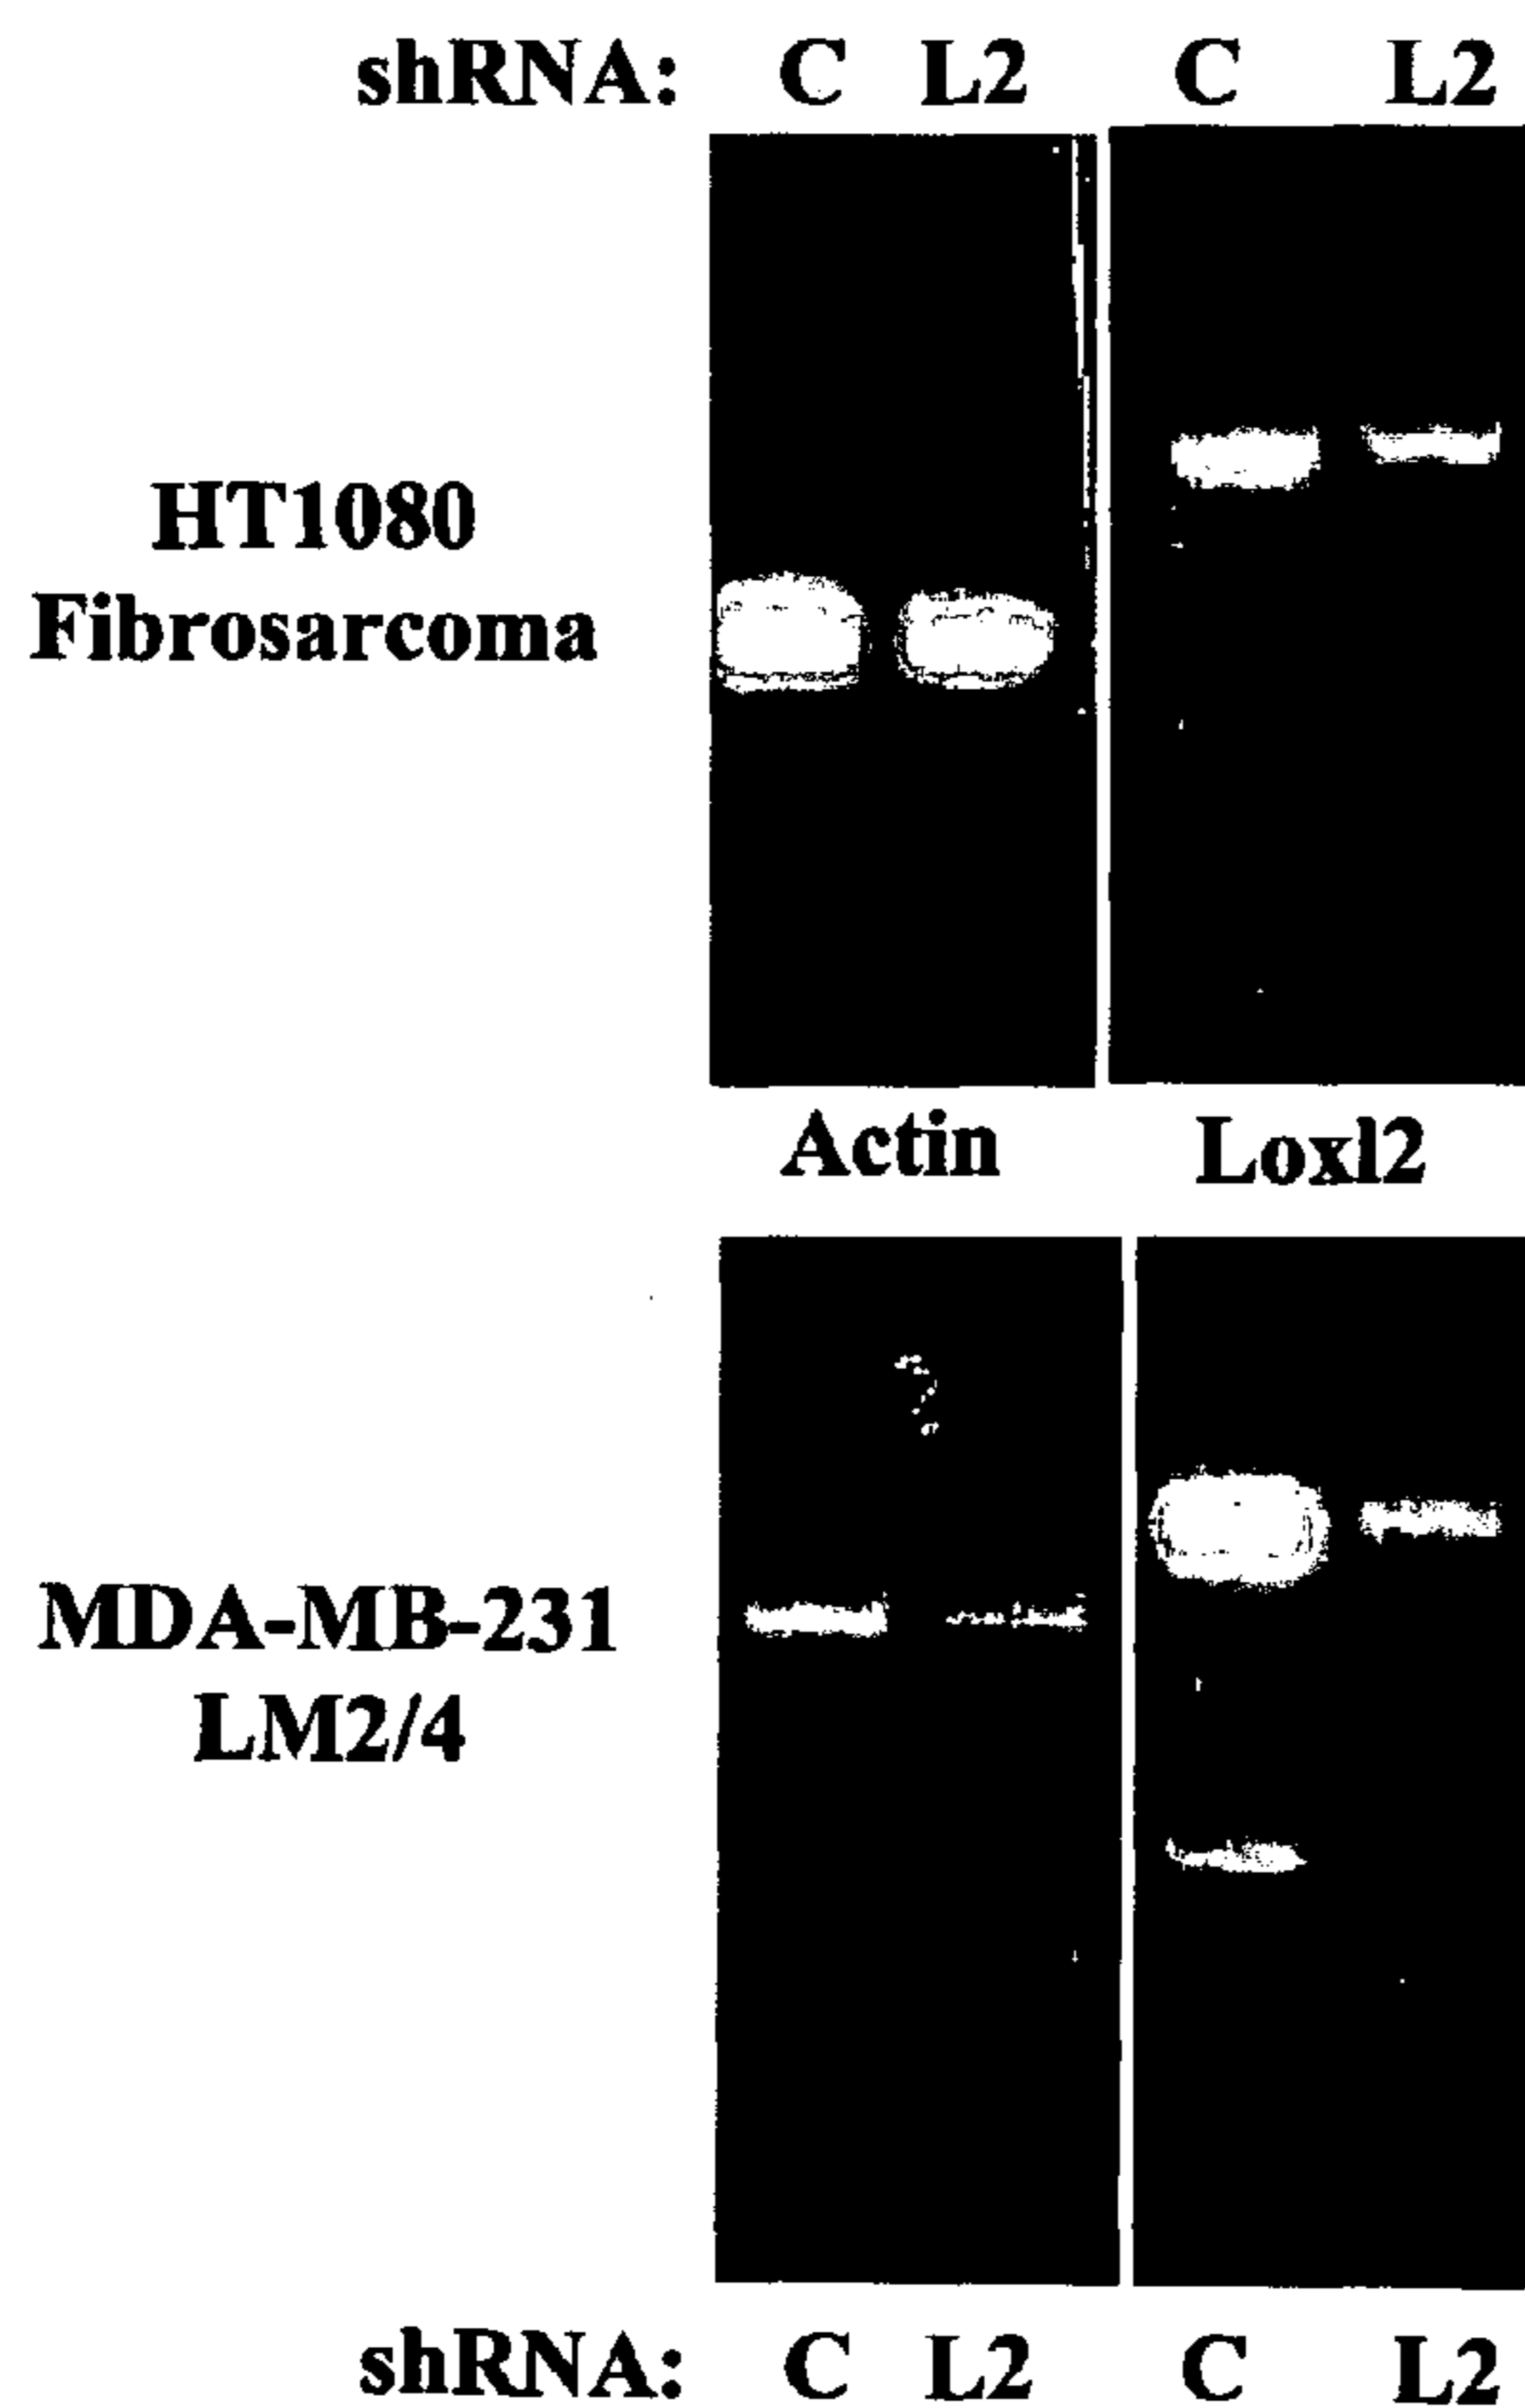 shRNA: C L2 C L2
HT1080
Fibrosarcoma
Actin Loxl2
MDA-MB-231
LM2/4
shRNA: C L2 C L2